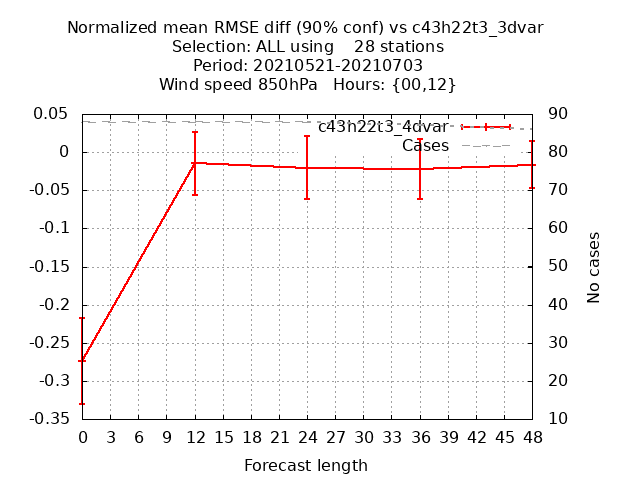 Normalized mean RMSE diff (90% conf) vs c43h22t3_3dvar
Selection: ALL using    28 stations
Period: 20210521-20210703
Wind speed 850hPa   Hours: {00,12}
c43h22t3_4dvar
Cases
0.05
0
-0.05
-0.1
-0.15
-0.2
-0.25
-0.3
-0.35
90
80
70
60
50
40
30
20
10
No cases
0 3 6 9 12 15 18 21 24 27 30 33 36 39 42 45 48
Forecast length